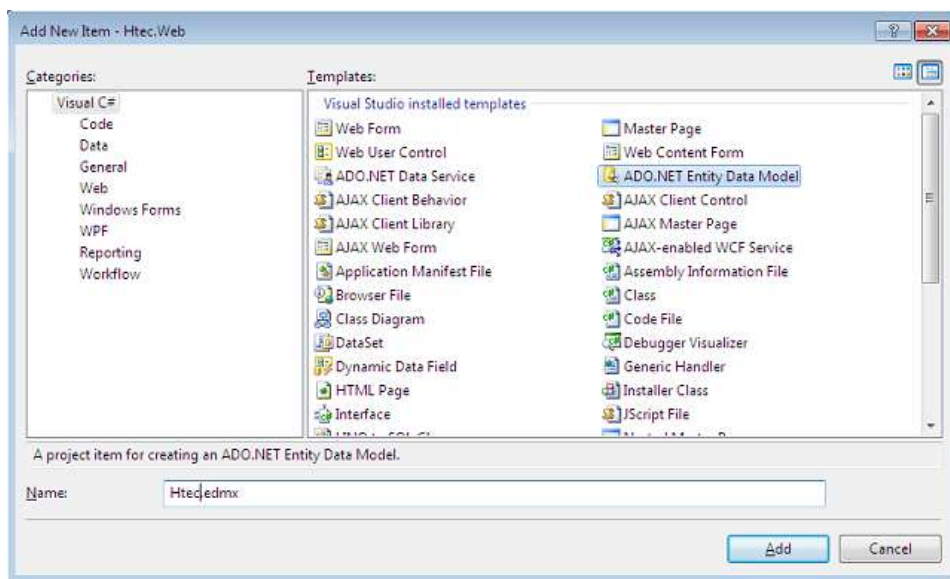 Add New Item - Htec.Web
Categories:
Visual C#
Code
Data
General
Web
Windows Forms
WPF
Reporting
Workflow
Templates:
Visual Studio installed templates
Web Form
Master Page
Web User Control
Web Content Form
ADO.NET Data Service
ADO.NET Entity Data Model
AJAX Client Behavior
AJAX Client Control
AJAX Client Library
AJAX Master Page
AJAX Web Form
AJAX-enabled WCF Service
Application Manifest File
Assembly Information File
Browser File
Class
Class Diagram
Code File
DataSet
Debugger Visualizer
Dynamic Data Field
Generic Handler
HTML Page
Installer Class
Interface
JScript File
A project item for creating an ADO.NET Entity Data Model.
Name:
Htec.edmx
Add
Cancel